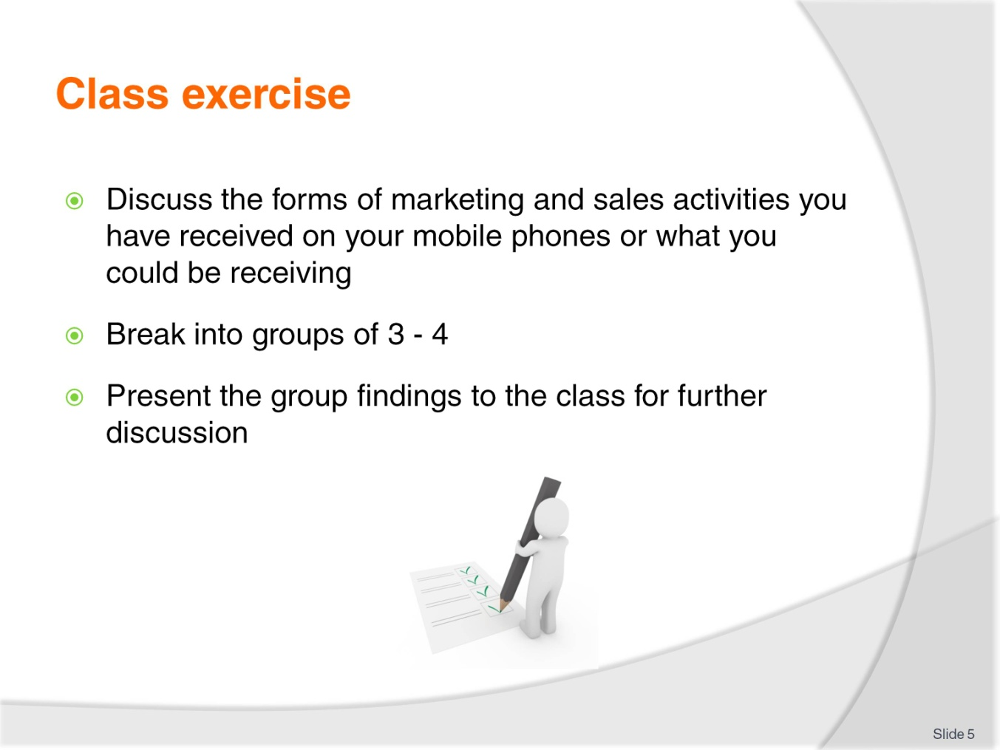 Class exercise
Discuss the forms of marketing and sales activities you
have received on your mobile phones or what you
could be receiving
Break into groups of 3 - 4
Present the group findings to the class for further
discussion
Slide 5